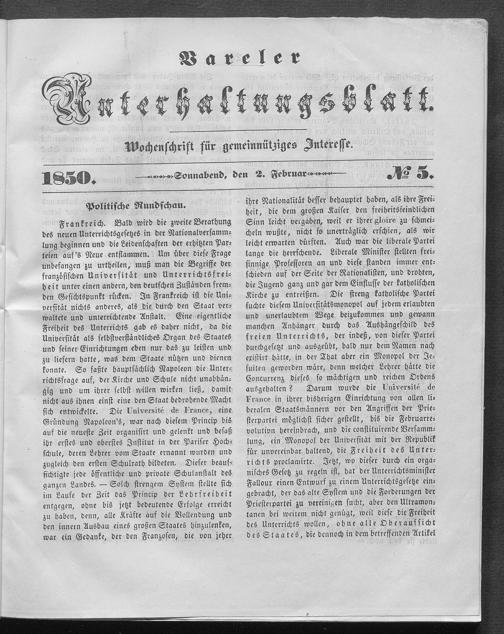 Vareler
Unterhaltungsblatt.
Wochenschrift für gemeinnütziges Interesse.
1850. Sonnabend, den 2. Februar № 5.
Politische Rundschau.
Frankreich. Bald wird die zweite Berathung
des neuen Unterrichtsgesetzes in der Nationalversamm-
lung beginnen und die Leidenschaften der erhitzten Par-
teien auf's Neue entflammen. Um über diese Frage
unbefangen zu urtheilen, muß man die Begriffe der
französischen Universität und Unterrichtsfrei-
heit unter einen andern, den deutschen Zuständen frem-
den Gesichtspunkt rücken. In Frankreich ist die Uni-
versität nichts anderes, als die durch den Staat ver-
waltete und unterrichtende Anstalt. Eine eigentliche
Freiheit des Unterrichts gab es daher nicht, da die
Universität als selbstverständliches Organ des Staates
und seiner Einrichtungen eben nur das zu leisten und
zu liefern hatte, was dem Staate nützen und dienen
konnte. So faßte hauptsächlich Napoleon die Unter-
richtsfrage auf, der Kirche und Schule nicht unabhän-
gig und um ihrer selbst willen wirken ließ, damit
nicht aus ihnen einst eine den Staat bedrohende Macht
sich entwickelte. Die Université de France, eine
Gründung Napoleon's, war nach diesem Princip bis
auf die neueste Zeit organisirt und gelenkt und besaß
ihr erstes und oberstes Institut in der Pariser Hoch-
schule, deren Lehrer vom Staate ernannt wurden und
zugleich den ersten Schulrath bildeten. Dieser beauf-
sichtigte jede öffentliche und private Schulanstalt des
ganzen Landes. — Solch strengem System stellte sich
im Laufe der Zeit das Princip der Lehrfreiheit
entgegen, ohne bis jetzt bedeutende Erfolge erreicht
zu haben, denn, alle Kräfte auf die Vollendung und
den innern Ausbau eines großen Staates hinzulenken,
war ein Gedanke, der den Franzosen, die von jeher
ihre Nationalität besser behauptet haben, als ihre Frei-
heit, die dem großen Kaiser den freiheitsfeindlichen
Sinn leicht vergaben, weil er ihrer gloire zu schmei-
cheln wußte, nicht so unerträglich erschien, als wir
leicht erwarten dürften. Auch war die liberale Partei
lange die herrschende. Liberale Minister stellten frei-
sinnige Professoren an und diese standen immer ent-
schieden auf der Seite der Nationalisten, und drohten,
die Jugend ganz und gar dem Einflusse der katholischen
Kirche zu entreißen. Die streng katholische Partei
suchte diesem Universitätsmonopol auf jedem erlaubten
und unerlaubtem Wege beizukommen und gewann
manchen Anhänger durch das Aushängeschild des
freien Unterrichts, der indeß, von dieser Partei
durchgesetzt und ausgeübt, bald nur dem Namen nach
existirt hätte, in der That aber ein Monopol der Je-
suiten geworden wäre, denn welcher Lehrer hätte die
Concurrenz dieses so mächtigen und reichen Ordens
ausgehalten? Darum wurde die Université de
France in ihrer bisherigen Einrichtung von allen li-
beralen Staatsmännern vor den Angriffen der Prie-
sterpartei möglichst sicher gestellt, bis die Februarre-
volution hereinbrach, und die constituirende Versamm-
lung, ein Monopol der Universität mit der Republik
für unvereinbar haltend, die Freiheit des Unter-
richts proclamirte. Jetzt, wo dieser durch ein orga-
nisches Gesetz zu regeln ist, hat der Unterrichtsminister
Falloux einen Entwurf zu einem Unterrichtsgesetze ein-
gebracht, der das alte System und die Forderungen der
Priesterpartei zu vereinigen sucht, aber den Ultramon-
tanen bei weitem nicht genügt, weil diese die Freiheit
des Unterrichts wollen, ohne alle Oberaufsicht
des Staates, die dennoch in dem betreffenden Artikel